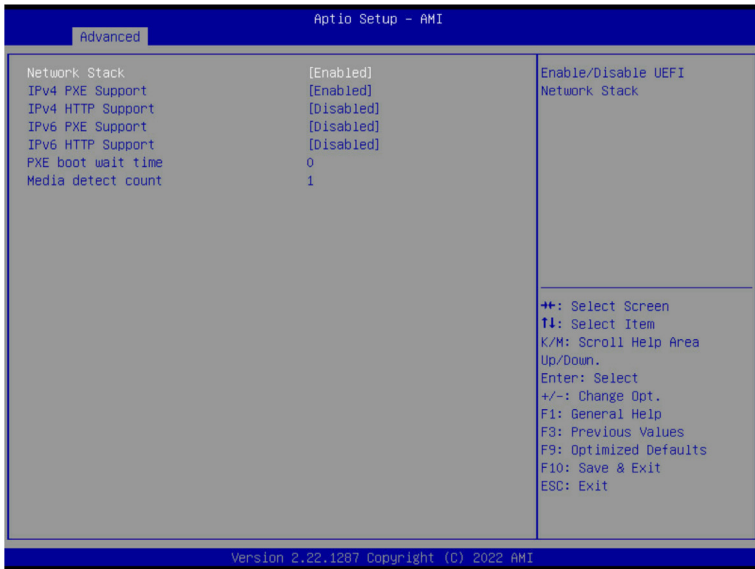 Aptio Setup – AMI
Advanced
Network Stack [Enabled]
IPv4 PXE Support [Enabled]
IPv4 HTTP Support [Disabled]
IPv6 PXE Support [Disabled]
IPv6 HTTP Support [Disabled]
PXE boot wait time 0
Media detect count 1
Enable/Disable UEFI
Network Stack
→←: Select Screen
↑↓: Select Item
K/M: Scroll Help Area
Up/Down.
Enter: Select
+/-: Change Opt.
F1: General Help
F3: Previous Values
F9: Optimized Defaults
F10: Save & Exit
ESC: Exit
Version 2.22.1287 Copyright (C) 2022 AMI